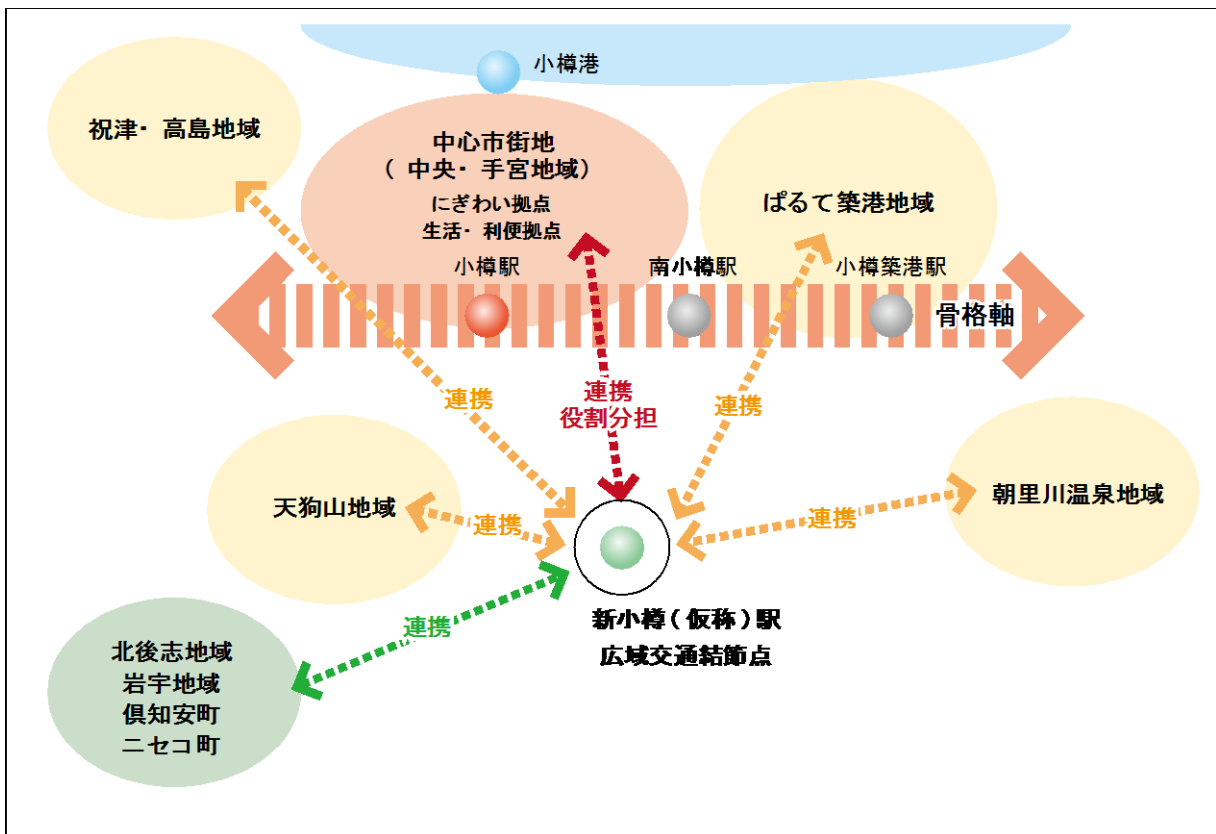 小樽港
祝津・高島地域
中心市街地
(中央・手宮地域)
にぎわい拠点
生活・利便拠点
ぱるて築港地域
小樽駅
南小樽駅
小樽築港駅
骨格軸
連携
連携
役割分担
連携
天狗山地域
連携
連携
朝里川温泉地域
新小樽(仮称)駅
広域交通結節点
連携
北後志地域
岩宇地域
倶知安町
ニセコ町